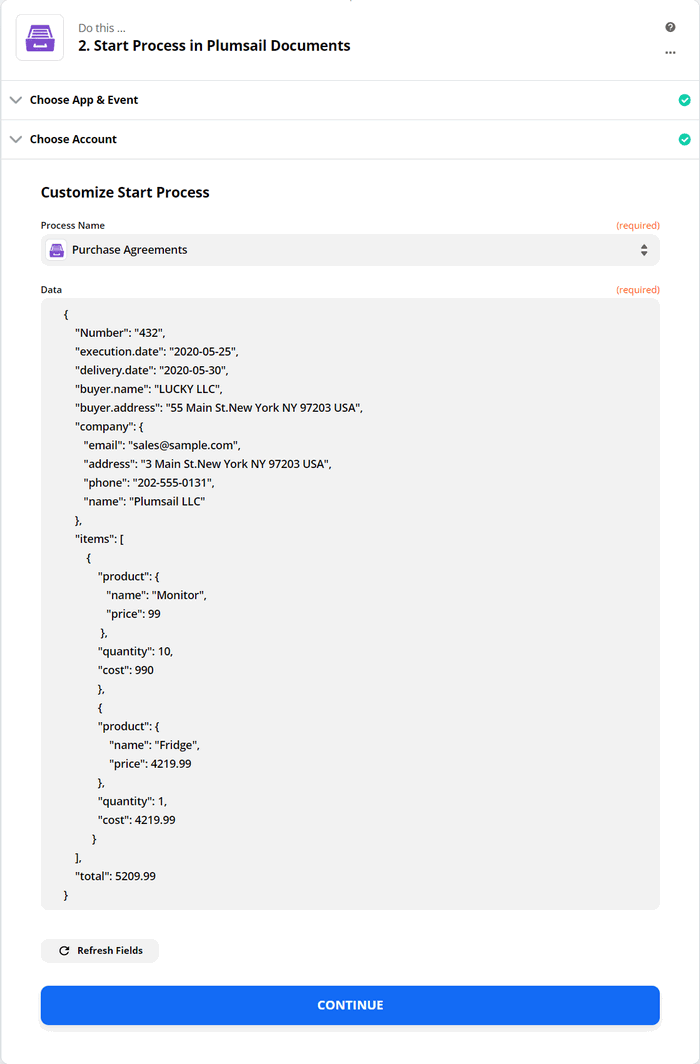 Do this ...
2. Start Process in Plumsail Documents
Choose App & Event
Choose Account
Customize Start Process
Process Name (required)
Purchase Agreements
Data (required)
{
"Number": "432",
"execution.date": "2020-05-25",
"delivery.date": "2020-05-30",
"buyer.name": "LUCKY LLC",
"buyer.address": "55 Main St.New York NY 97203 USA",
"company": {
"email": "sales@sample.com",
"address": "3 Main St.New York NY 97203 USA",
"phone": "202-555-0131",
"name": "Plumsail LLC"
},
"items": [
{
"product": {
"name": "Monitor",
"price": 99
},
"quantity": 10,
"cost": 990
},
{
"product": {
"name": "Fridge",
"price": 4219.99
},
"quantity": 1,
"cost": 4219.99
}
],
"total": 5209.99
}
Refresh Fields
CONTINUE